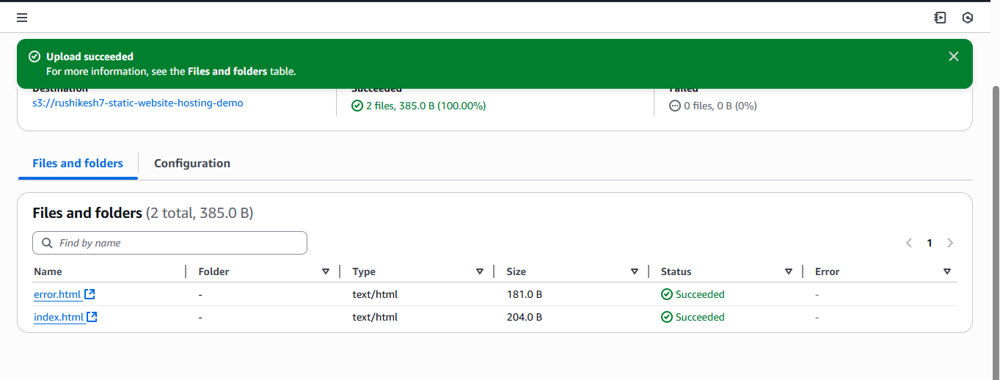 Upload succeeded
For more information, see the Files and folders table.
Destination Succeeded Failed
s3://rushikesh7-static-website-hosting-demo 2 files, 385.0 B (100.00%) 0 files, 0 B (0%)
Files and folders Configuration
Files and folders (2 total, 385.0 B)
Find by name 1
Name Folder Type Size Status Error
error.html - text/html 181.0 B Succeeded -
index.html - text/html 204.0 B Succeeded -